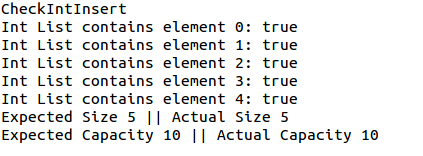 CheckIntInsert
Int List contains element 0: true
Int List contains element 1: true
Int List contains element 2: true
Int List contains element 3: true
Int List contains element 4: true
Expected Size 5 || Actual Size 5
Expected Capacity 10 || Actual Capacity 10